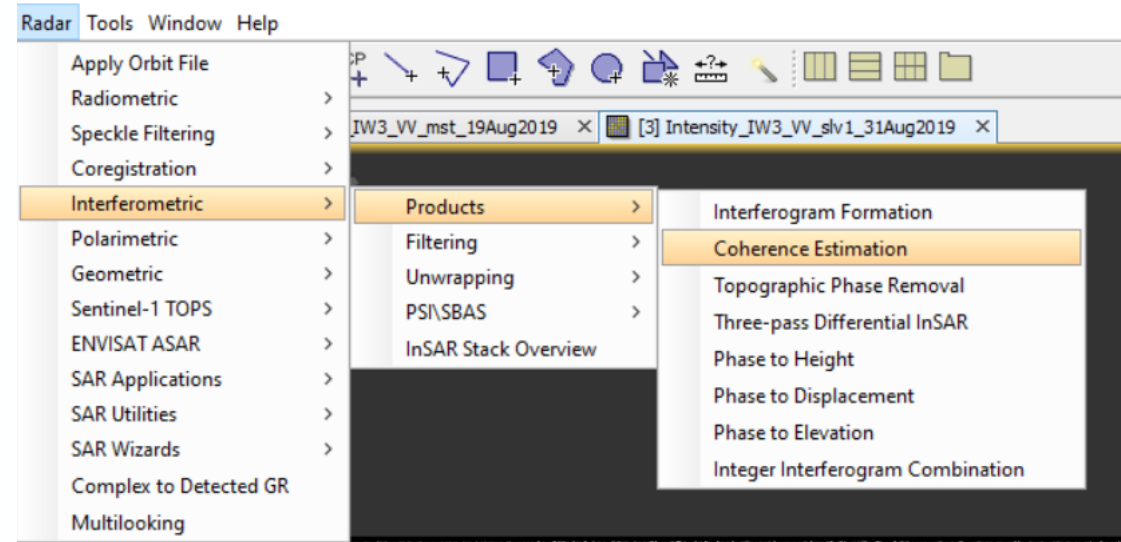 Radar Tools Window Help
Apply Orbit File
Radiometric >
Speckle Filtering >
Coregistration >
Interferometric >
Polarimetric >
Geometric >
Sentinel-1 TOPS >
ENVISAT ASAR >
SAR Applications >
SAR Utilities >
SAR Wizards >
Complex to Detected GR
Multilooking
_IW3_VV_mst_19Aug2019 × [3] Intensity_IW3_VV_slv1_31Aug2019 ×
Products >
Filtering >
Unwrapping >
PSI\SBAS >
InSAR Stack Overview
Interferogram Formation
Coherence Estimation
Topographic Phase Removal
Three-pass Differential InSAR
Phase to Height
Phase to Displacement
Phase to Elevation
Integer Interferogram Combination